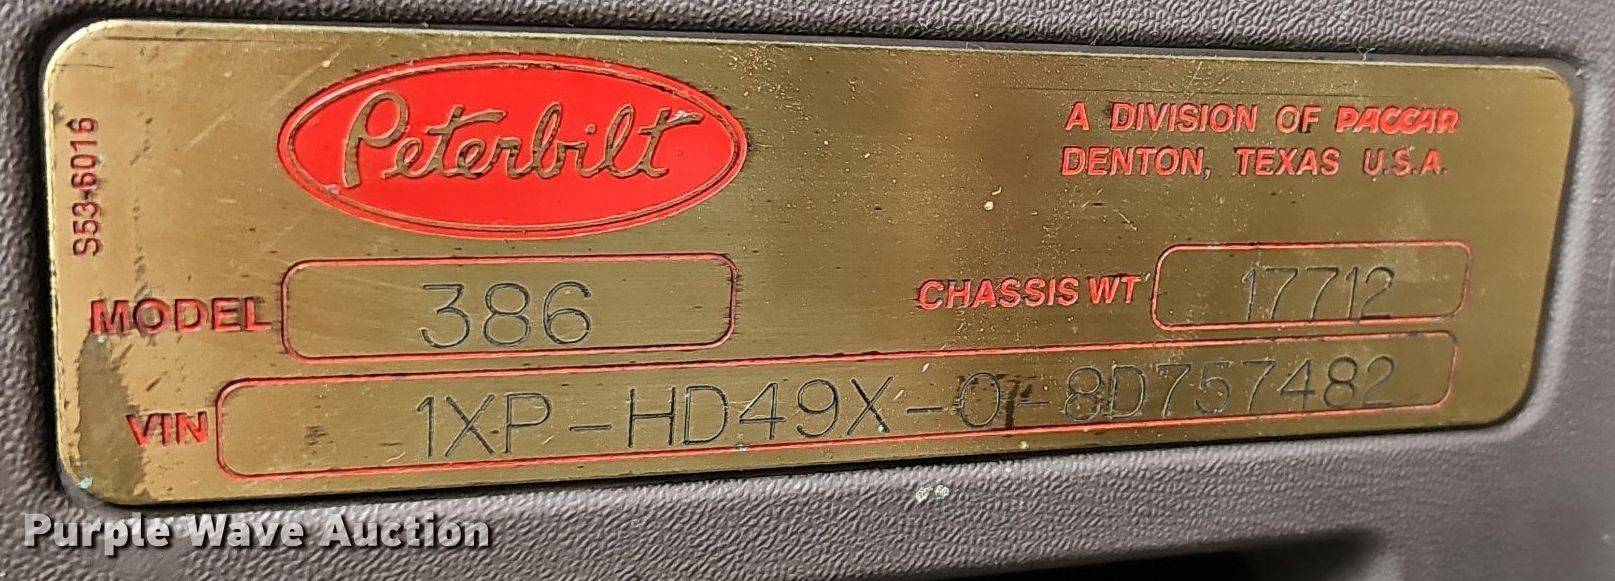 S53-6016
Peterbilt
A DIVISION OF PACCAR
DENTON, TEXAS U.S.A.
MODEL 386
CHASSIS WT 17712
VIN 1XP-HD49X-0-8D757482
Purple Wave Auction